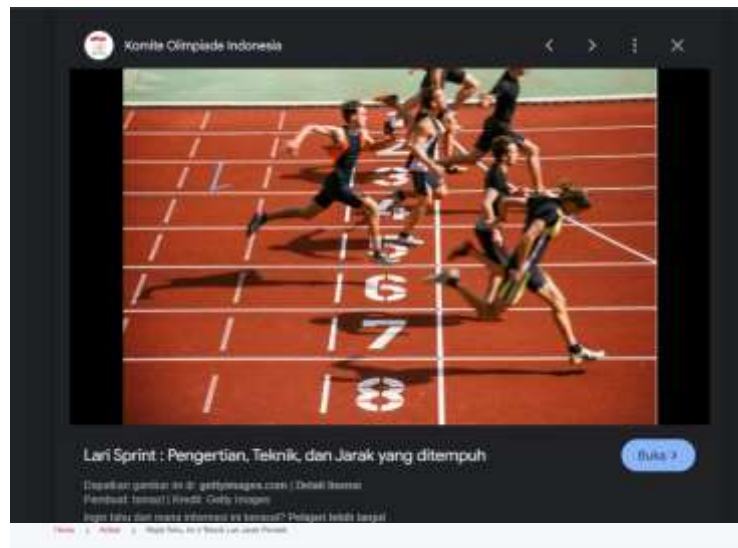 Komite Olimpiade Indonesia
2
3
4
5
6
7
8
Lari Sprint : Pengertian, Teknik, dan Jarak yang ditempuh
Buka >
Dapatkan gambar ini di: gettyimages.com | Detail lisensi
Pembuat: | Kredit: Getty Images
Ingin tahu dari mana informasi ini berasal? Pelajari lebih lanjut
Home > Artikel >